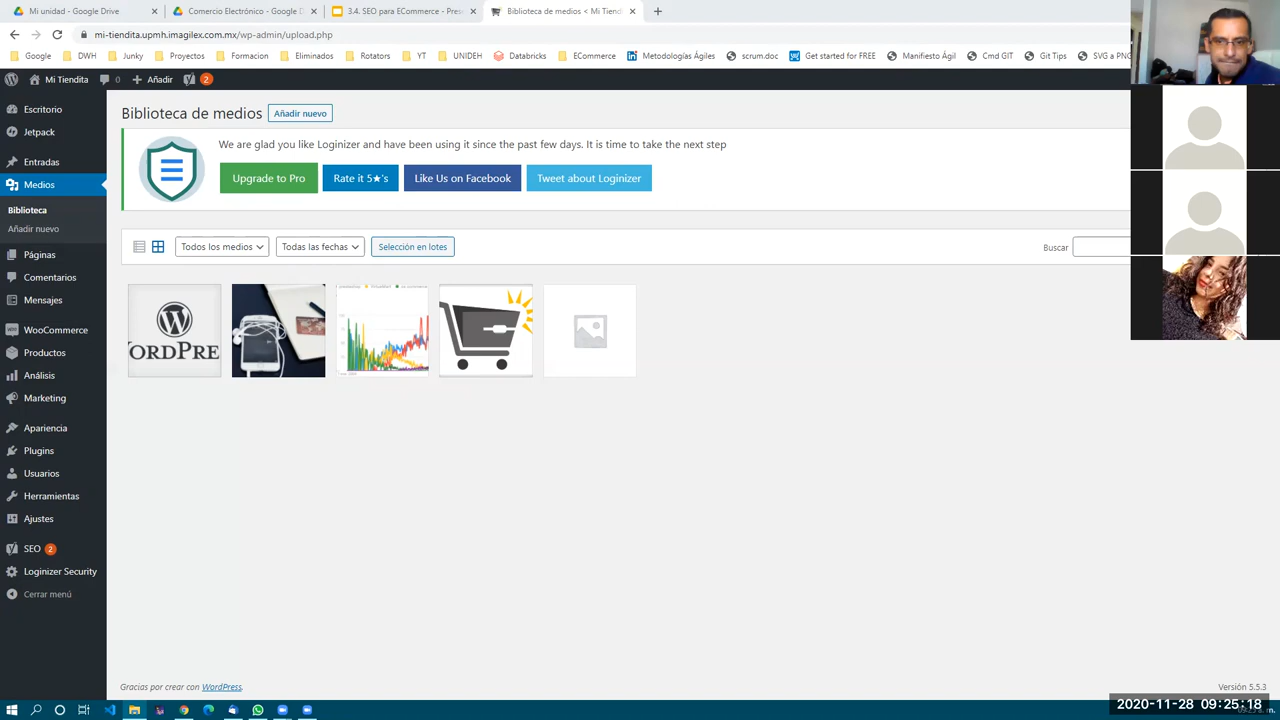 Mi unidad - Google Drive
Comercio Electrónico - Google D
3.4. SEO para ECommerce - Prese
Biblioteca de medios < Mi Tiend
mi-tiendita.upmh.imagilex.com.mx/wp-admin/upload.php
Google
DWH
Junky
Proyectos
Formacion
Eliminados
Rotators
YT
UNIDEH
Databricks
ECommerce
Metodologías Ágiles
scrum.doc
Get started for FREE
Manifiesto Ágil
Cmd GIT
Git Tips
SVG a PNG
Mi Tiendita
0
Añadir
2
Escritorio
Jetpack
Entradas
Medios
Biblioteca
Añadir nuevo
Páginas
Comentarios
Mensajes
WooCommerce
Productos
Análisis
Marketing
Apariencia
Plugins
Usuarios
Herramientas
Ajustes
SEO 2
Loginizer Security
Cerrar menú
Biblioteca de medios
Añadir nuevo
We are glad you like Loginizer and have been using it since the past few days. It is time to take the next step
Upgrade to Pro
Rate it 5★'s
Like Us on Facebook
Tweet about Loginizer
Todos los medios
Todas las fechas
Selección en lotes
Buscar
ORDPRE
Gracias por crear con WordPress.
Versión 5.5.3
2020-11-28 09:25:18